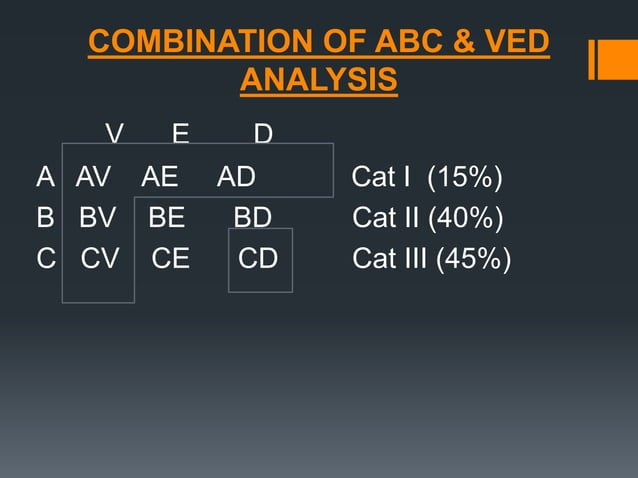 COMBINATION OF ABC & VED
ANALYSIS
V E D
A AV AE AD Cat I (15%)
B BV BE BD Cat II (40%)
C CV CE CD Cat III (45%)